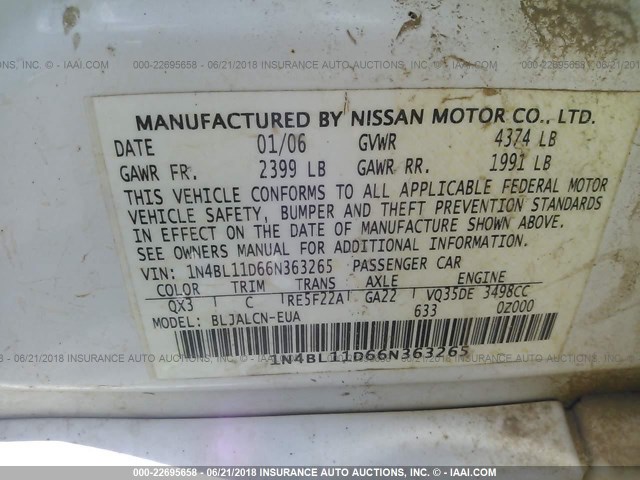 000-22695658 - 06/21/2018 INSURANCE AUTO AUCTIONS, INC. - IAAI.COM
MANUFACTURED BY NISSAN MOTOR CO., LTD.
DATE 01/06 GVWR 4374 LB
GAWR FR. 2399 LB GAWR RR. 1991 LB
THIS VEHICLE CONFORMS TO ALL APPLICABLE FEDERAL MOTOR
VEHICLE SAFETY, BUMPER AND THEFT PREVENTION STANDARDS
IN EFFECT ON THE DATE OF MANUFACTURE SHOWN ABOVE.
SEE OWNERS MANUAL FOR ADDITIONAL INFORMATION.
VIN: 1N4BL11D66N363265 PASSENGER CAR
COLOR TRIM TRANS AXLE ENGINE
QX3 C RE5F22A GA22 VQ35DE 3498CC
MODEL: BLJALCN-EUA 633 0Z000
1N4BL11D66N363265
000-22695658 - 06/21/2018 INSURANCE AUTO AUCTIONS, INC. - IAAI.COM